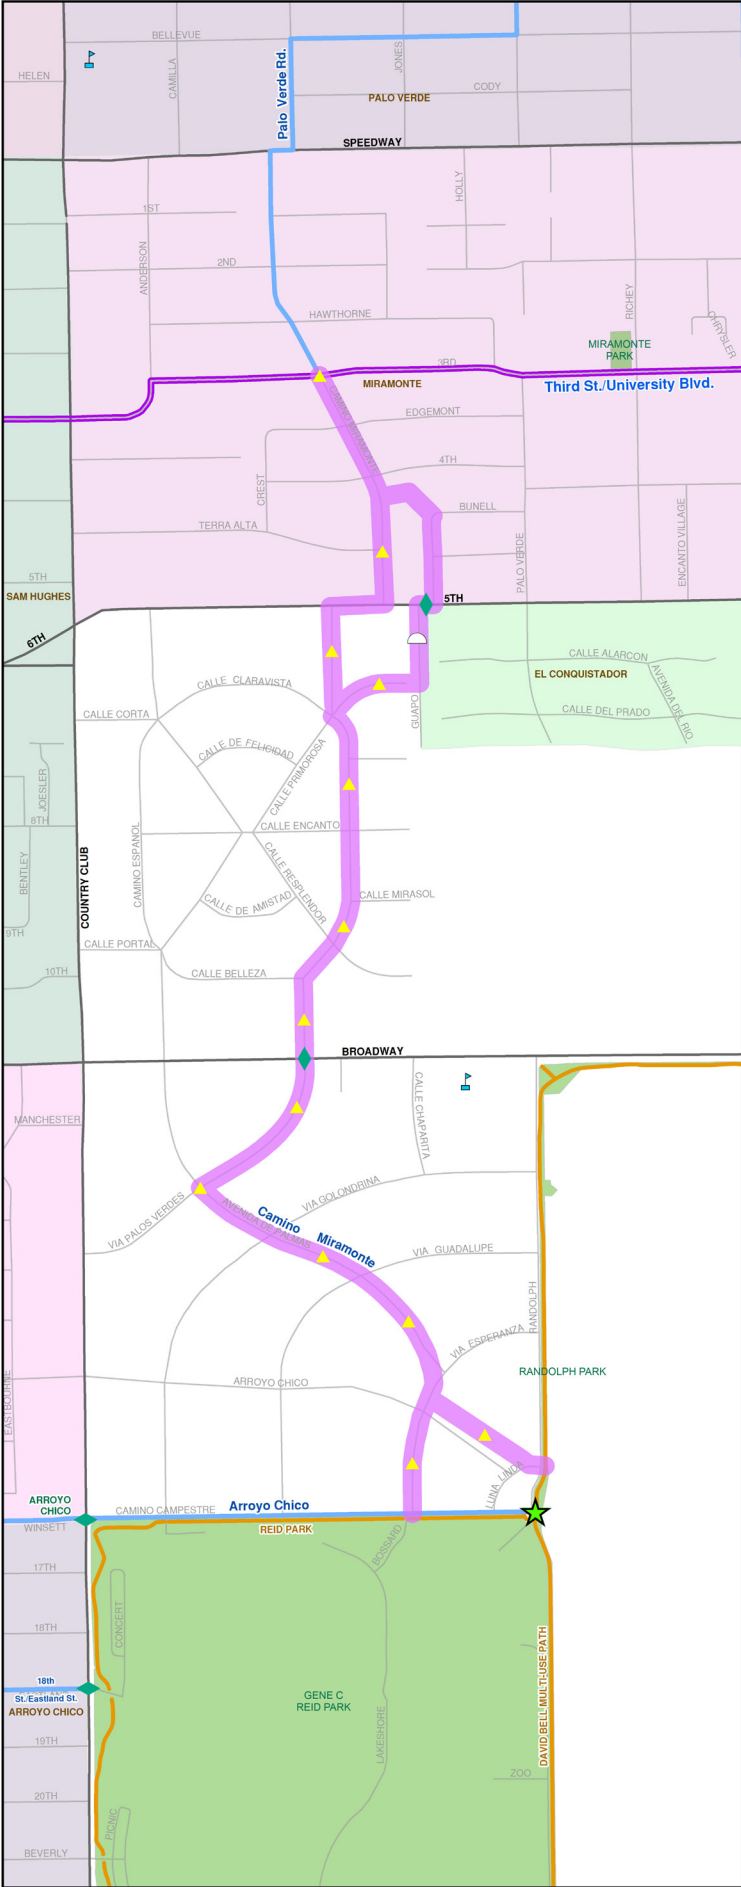 BELLEVUE
HELEN
CAMILLA
Palo Verde Rd.
JONES
CODY
PALO VERDE
SPEEDWAY
HOLLY
1ST
ANDERSON
2ND
HAWTHORNE
RICHEY
CHRYSLER
MIRAMONTE
PARK
3RD
MIRAMONTE
Third St./University Blvd.
CAMINO MIRAMONTE
EDGEMONT
4TH
CREST
BUNELL
TERRA ALTA
PALO VERDE
ENCANTO VILLAGE
5TH
SAM HUGHES
5TH
6TH
CALLE ALARCON
EL CONQUISTADOR
AVENIDA DEL RIO
CALLE DEL PRADO
CALLE CLARAVISTA
GUAPO
CALLE CORTA
CALLE DE FELICIDAD
CALLE PRIMOROSA
JOESLER
8TH
CALLE ENCANTO
CAMINO ESPANOL
BENTLEY
COUNTRY CLUB
CALLE RESPLENDOR
CALLE MIRASOL
CALLE DE AMISTAD
9TH
CALLE PORTAL
10TH
CALLE BELLEZA
BROADWAY
CALLE CHAPARITA
MANCHESTER
VIA GOLONDRINA
VIA PALOS VERDES
AVENIDA DE PALMAS
Camino Miramonte
VIA GUADALUPE
RANDOLPH
VIA ESPERANZA
RANDOLPH PARK
EASTBOURNE
ARROYO CHICO
LUNA LINDA
ARROYO
CHICO
CAMINO CAMPESTRE
Arroyo Chico
WINSETT
REID PARK
BOSSARD
17TH
CONCERT
18TH
18th
St./Eastland St.
ARROYO CHICO
GENE C
REID PARK
DAVID BELL MULTI-USE PATH
LAKESHORE
19TH
ZOO
20TH
PICNIC
BEVERLY